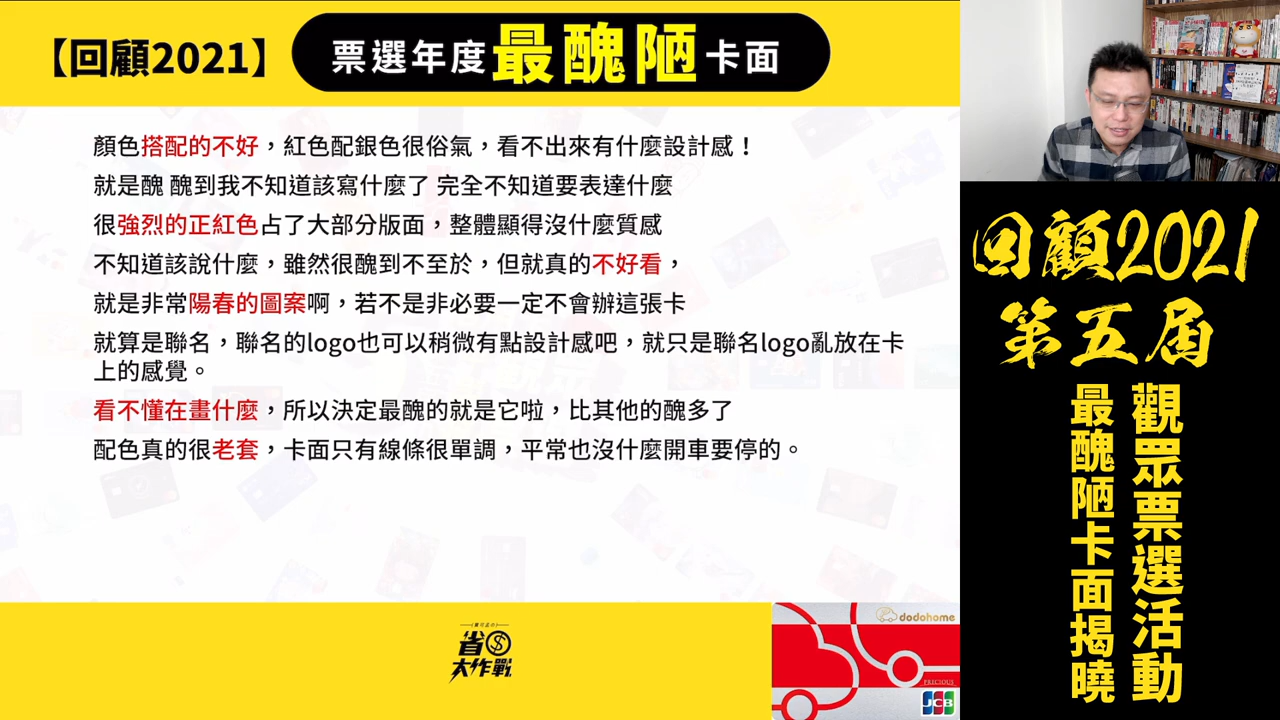 【回顧2021】
票選年度最醜陋卡面
顏色搭配的不好，紅色配銀色很俗氣，看不出來有什麼設計感！
就是醜 醜到我不知道該寫什麼了 完全不知道要表達什麼
很強烈的正紅色占了大部分版面，整體顯得沒什麼質感
不知道該說什麼，雖然很醜到不至於，但就真的不好看，
就是非常陽春的圖案啊，若不是非必要一定不會辦這張卡
就算是聯名，聯名的logo也可以稍微有點設計感吧，就只是聯名logo亂放在卡
上的感覺。
看不懂在畫什麼，所以決定最醜的就是它啦，比其他的醜多了
配色真的很老套，卡面只有線條很單調，平常也沒什麼開車要停的。
省
大作戰
dodohome
PRECIOUS
JCB
回顧2021
第五屆
觀眾票選活動
最醜陋卡面揭曉